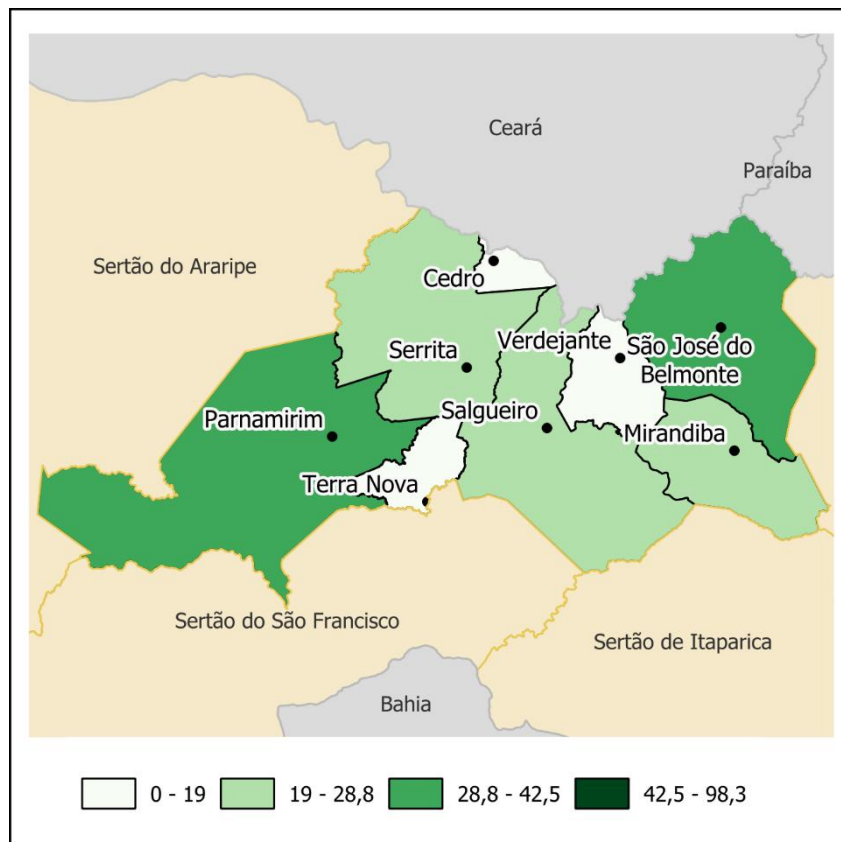 Ceará
Paraíba
Sertão do Araripe
Cedro
Verdejante
São José do
Belmonte
Serrita
Salgueiro
Parnamirim
Mirandiba
Terra Nova
Sertão do São Francisco
Sertão de Itaparica
Bahia
0 - 19
19 - 28,8
28,8 - 42,5
42,5 - 98,3